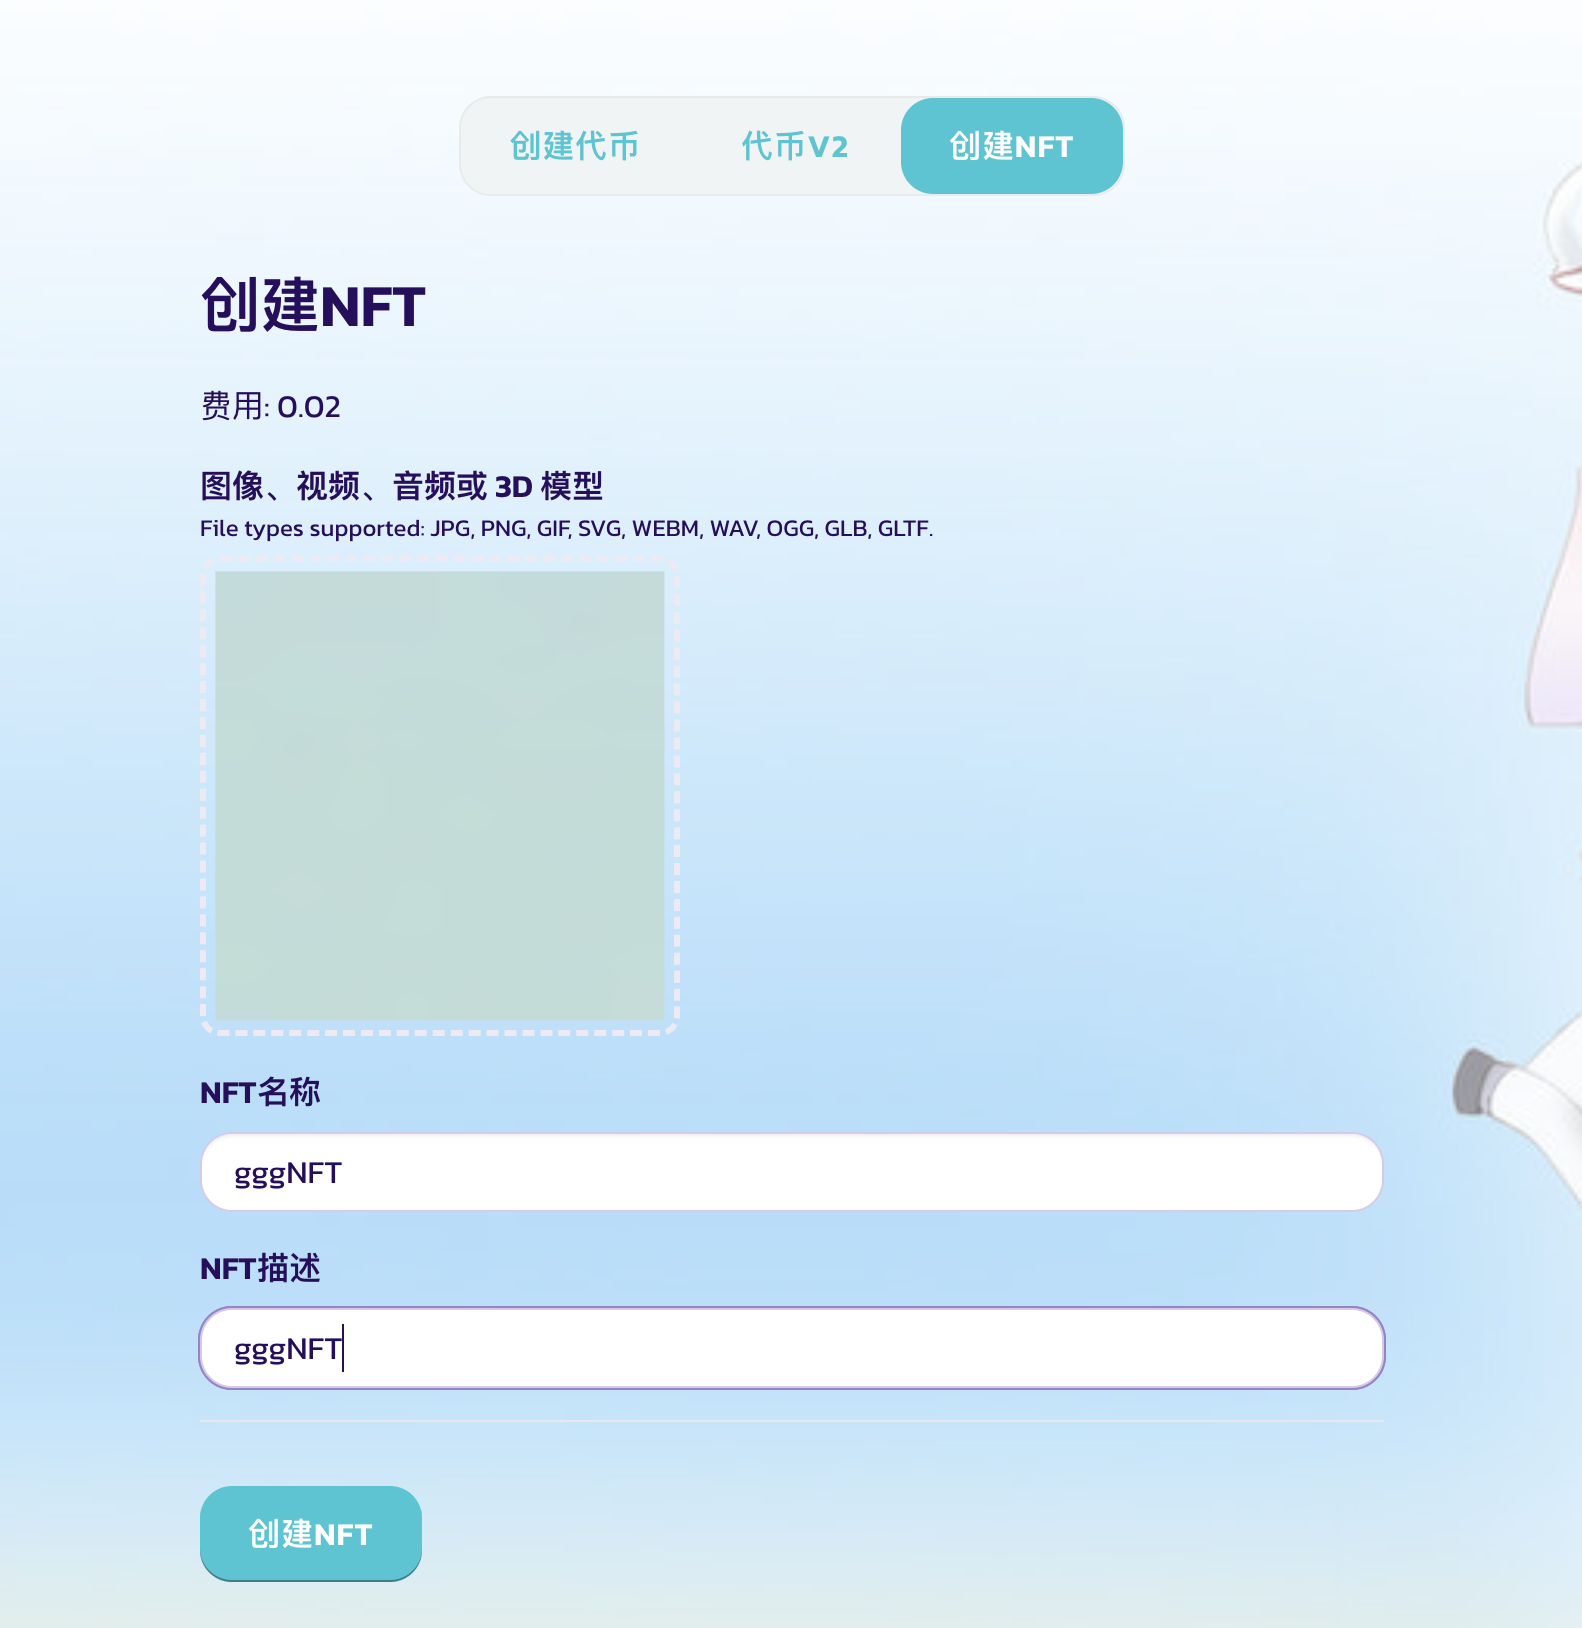 创建代币 代币V2 创建NFT
创建NFT
费用: 0.02
图像、视频、音频或 3D 模型
File types supported: JPG, PNG, GIF, SVG, WEBM, WAV, OGG, GLB, GLTF.
NFT名称
gggNFT
NFT描述
gggNFT
创建NFT